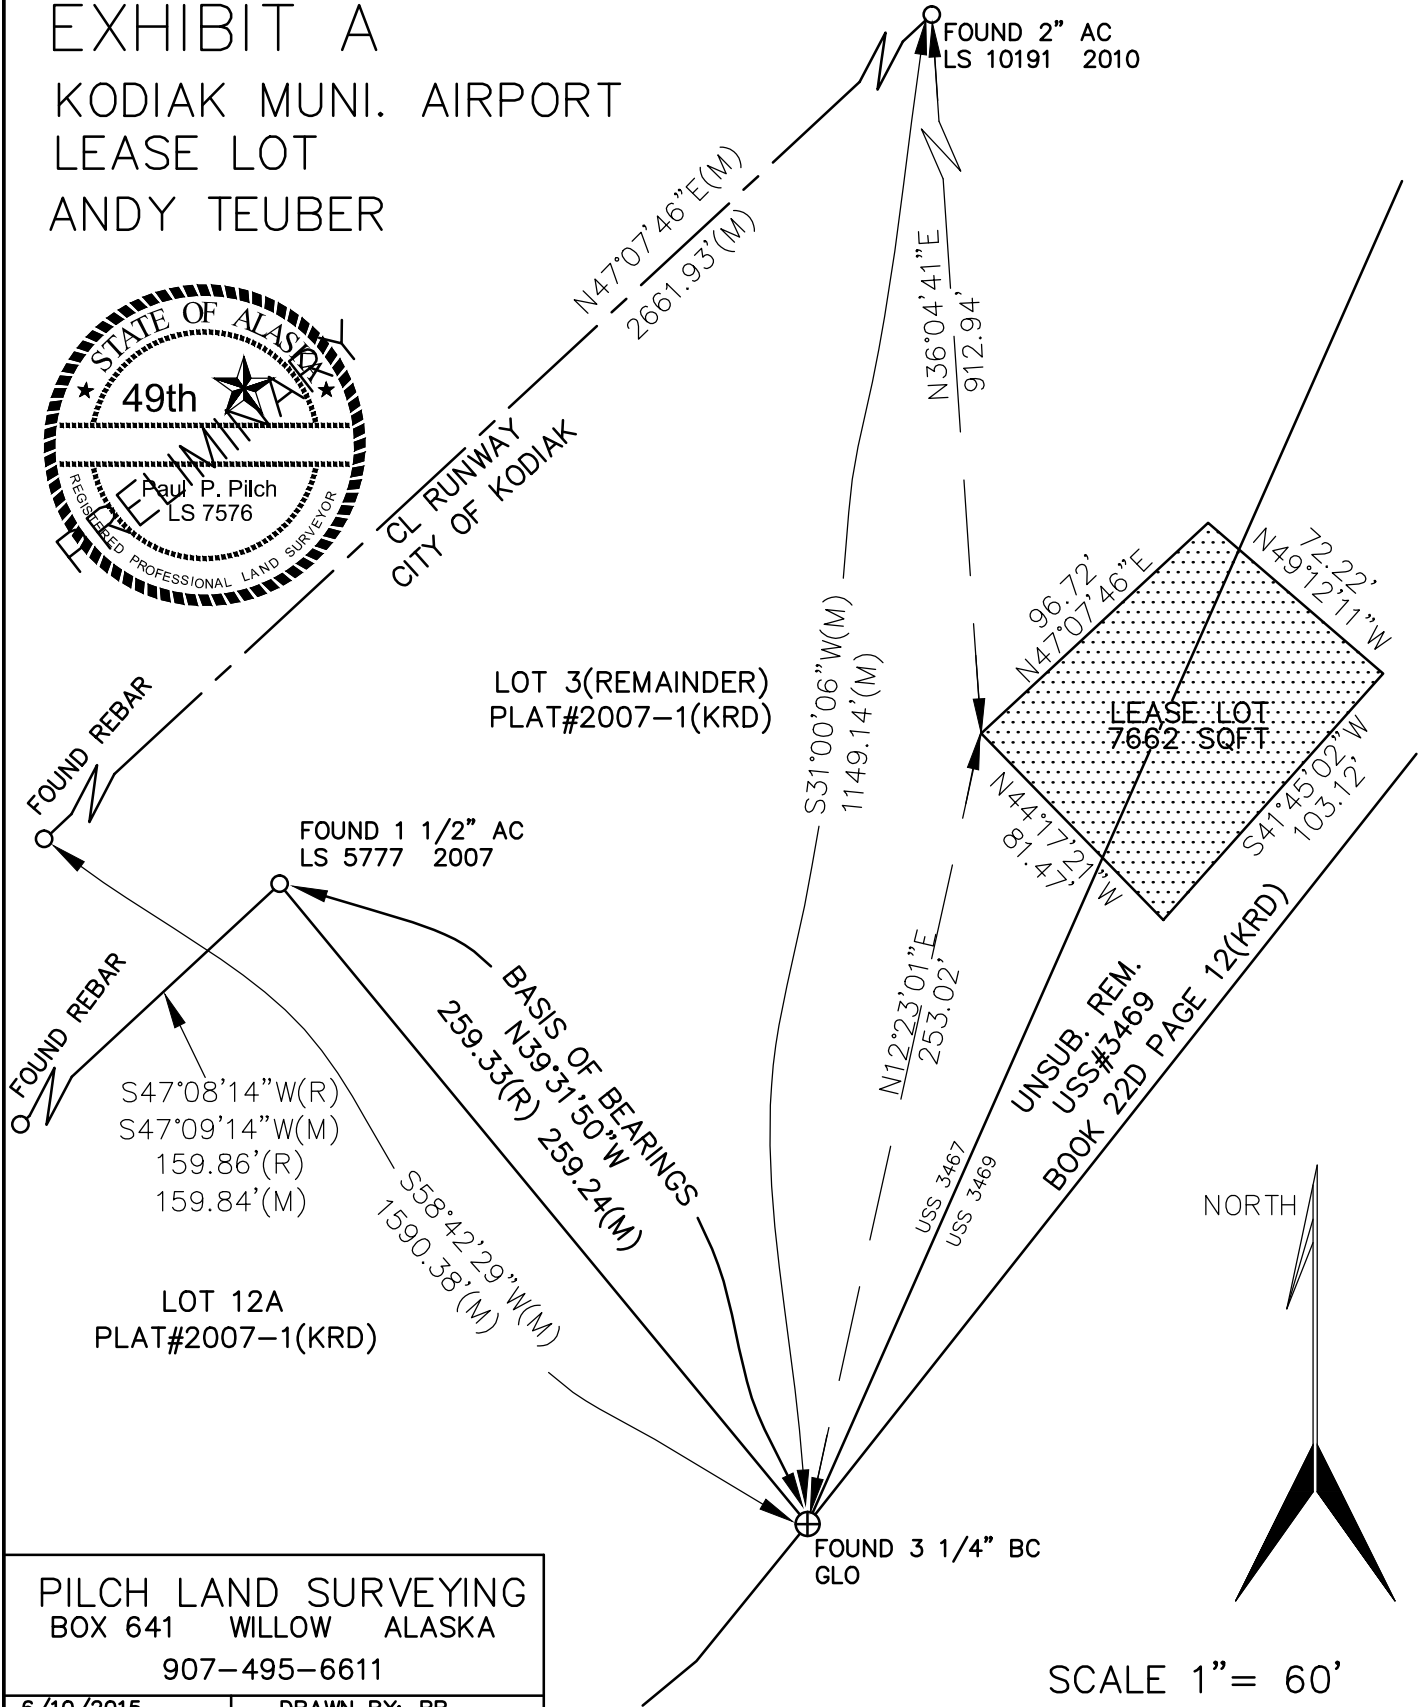 EXHIBIT A
KODIAK MUNI. AIRPORT
LEASE LOT
ANDY TEUBER
FOUND 2" AC
LS 10191 2010
N47°07'46"E(M)
2661.93'(M)
N36°04'41"E
912.94'
STATE OF ALASKA
49th
PRELIMINARY
Paul P. Pilch
LS 7576
REGISTERED PROFESSIONAL LAND SURVEYOR
CL RUNWAY
CITY OF KODIAK
96.72'
N47°07'46"E
72.22'
N49°12'11"W
S31°00'06"W(M)
1149.14'(M)
LOT 3(REMAINDER)
PLAT#2007-1(KRD)
LEASE LOT
7662 SQFT
FOUND REBAR
N44°17'21"W
81.47'
S41°45'02"W
103.12'
FOUND 1 1/2" AC
LS 5777 2007
FOUND REBAR
BASIS OF BEARINGS
N39°31'50"W
259.33(R) 259.24(M)
N12°23'01"E
253.02'
UNSUB. REM.
USS#3469
BOOK 22D PAGE 12(KRD)
S47°08'14"W(R)
S47°09'14"W(M)
159.86'(R)
159.84'(M)
S58°42'29"W(M)
1590.38'(M)
USS 3467
USS 3469
NORTH
LOT 12A
PLAT#2007-1(KRD)
FOUND 3 1/4" BC
GLO
PILCH LAND SURVEYING
BOX 641 WILLOW ALASKA
907-495-6611
SCALE 1"= 60'
6/10/2015 DRAWN BY: PP